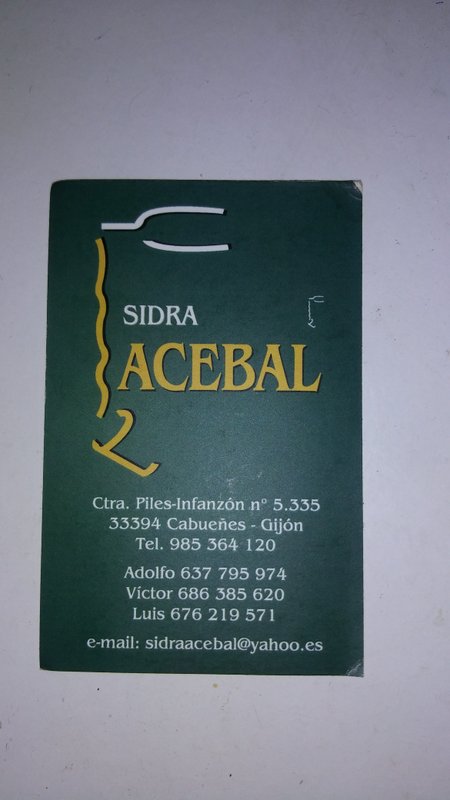 SIDRA
ACEBAL
Ctra. Piles-Infanzón nº 5.335
33394 Cabueñes - Gijón
Tel. 985 364 120
Adolfo 637 795 974
Víctor 686 385 620
Luis 676 219 571
e-mail: sidraacebal@yahoo.es